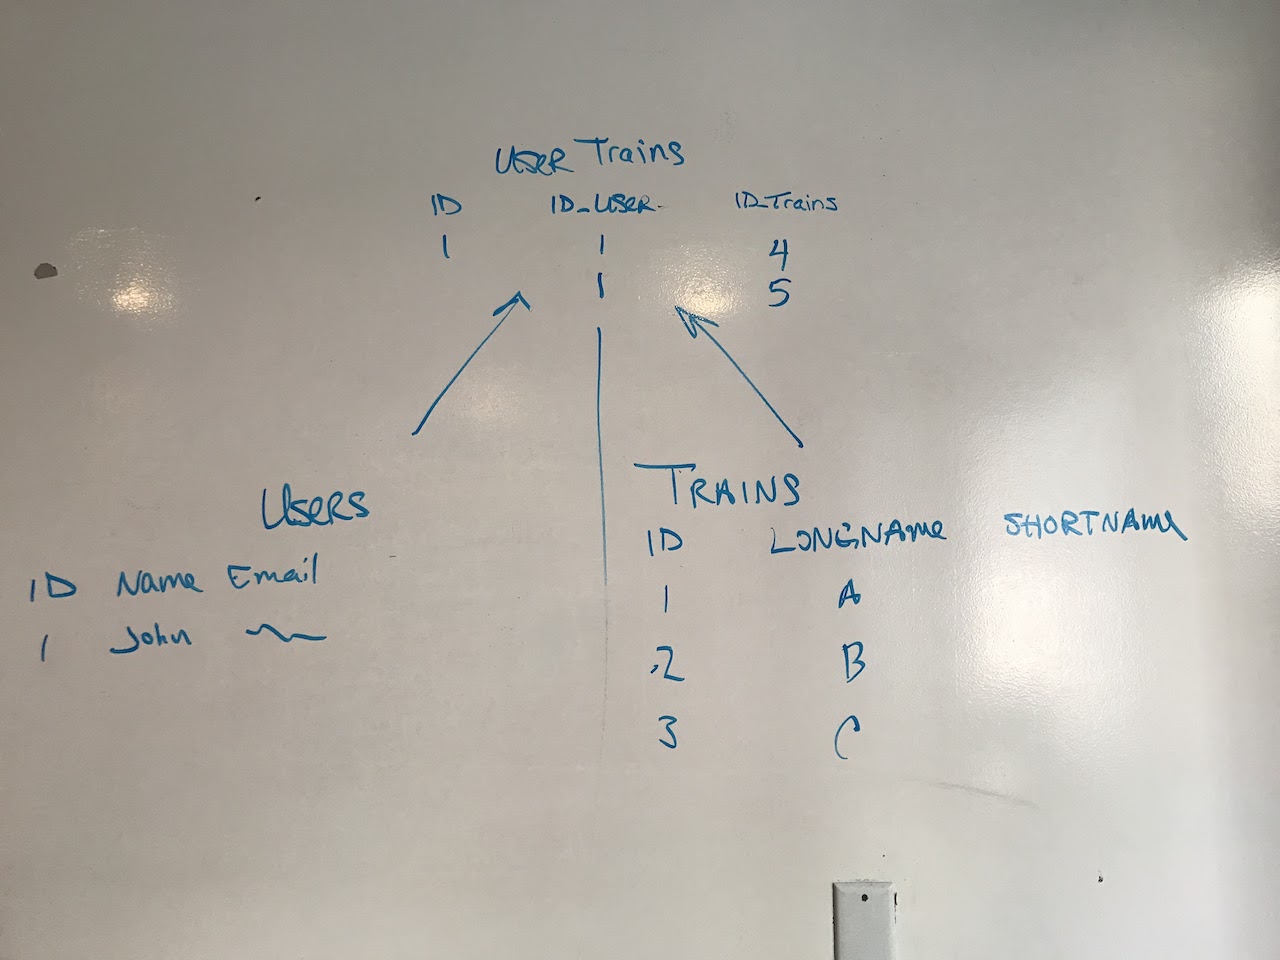 USER Trains
ID ID_USER ID_Trains
1 1 4
1 5
Users
ID Name Email
1 John
TRAINS
ID LONGNAME SHORTNAME
1 A
2 B
3 C